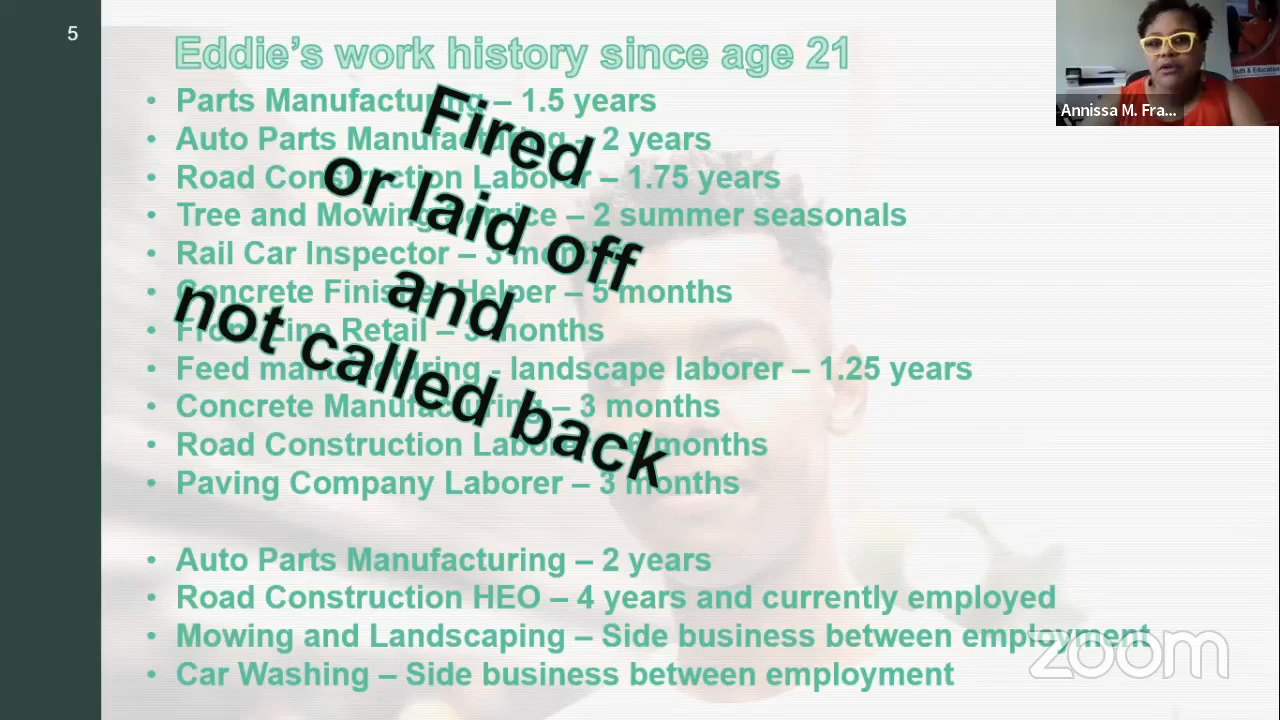 5
Eddie's work history since age 21
• Parts Manufacturing – 1.5 years
• Auto Parts Manufacturing – 2 years
• Road Construction Laborer – 1.75 years
• Tree and Mowing Service – 2 summer seasonals
• Rail Car Inspector – 3 months
• Concrete Finisher Helper – 5 months
• Front Line Retail – 3 months
• Feed manufacturing - landscape laborer – 1.25 years
• Concrete Manufacturing – 3 months
• Road Construction Laborer – 6 months
• Paving Company Laborer – 3 months
• Auto Parts Manufacturing – 2 years
• Road Construction HEO – 4 years and currently employed
• Mowing and Landscaping – Side business between employment
• Car Washing – Side business between employment
Fired
or laid off
and
not called back
Annissa M. Fra...
zoom